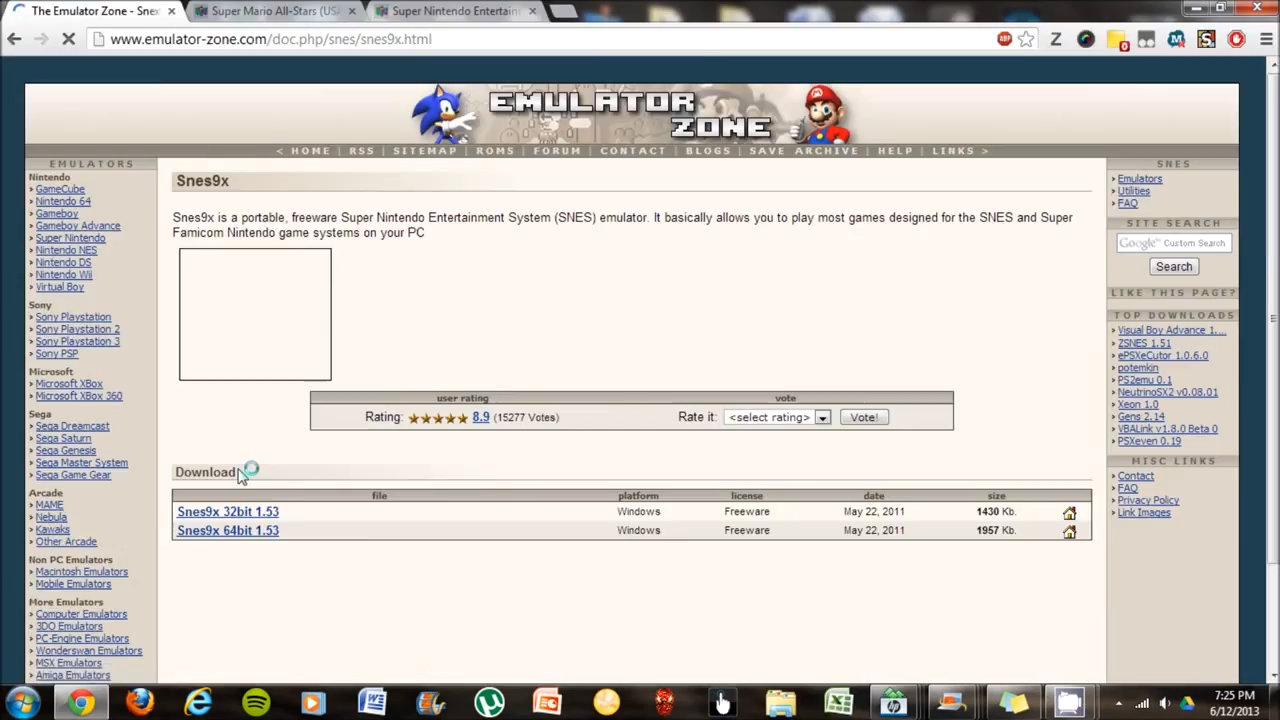 The Emulator Zone - Snes
Super Mario All-Stars (USA
Super Nintendo Entertain
www.emulator-zone.com/doc.php/snes/snes9x.html
ABP
Z
0
S
EMULATOR
ZONE
< HOME | RSS | SITEMAP | ROMS | FORUM | CONTACT | BLOGS | SAVE ARCHIVE | HELP | LINKS >
EMULATORS
Nintendo
GameCube
Nintendo 64
Gameboy
Gameboy Advance
Super Nintendo
Nintendo NES
Nintendo DS
Nintendo Wii
Virtual Boy
Sony
Sony Playstation
Sony Playstation 2
Sony Playstation 3
Sony PSP
Microsoft
Microsoft XBox
Microsoft XBox 360
Sega
Sega Dreamcast
Sega Saturn
Sega Genesis
Sega Master System
Sega Game Gear
Arcade
MAME
Nebula
Kawaks
Other Arcade
Non PC Emulators
Macintosh Emulators
Mobile Emulators
More Emulators
Computer Emulators
3DO Emulators
PC-Engine Emulators
Wonderswan Emulators
MSX Emulators
Amiga Emulators
Snes9x
Snes9x is a portable, freeware Super Nintendo Entertainment System (SNES) emulator. It basically allows you to play most games designed for the SNES and Super
Famicom Nintendo game systems on your PC
user rating vote
Rating: 8.9 (15277 Votes) Rate it: <select rating> Vote!
Download
file platform license date size
Snes9x 32bit 1.53 Windows Freeware May 22, 2011 1430 Kb.
Snes9x 64bit 1.53 Windows Freeware May 22, 2011 1957 Kb.
SNES
Emulators
Utilities
FAQ
SITE SEARCH
Google™ Custom Search
Search
LIKE THIS PAGE?
TOP DOWNLOADS
Visual Boy Advance 1....
ZSNES 1.51
ePSXeCutor 1.0.6.0
potemkin
PS2emu 0.1
NeutrinoSX2 v0.08.01
Xeon 1.0
Gens 2.14
VBALink v1.8.0 Beta 0
PSXeven 0.19
MISC LINKS
Contact
FAQ
Privacy Policy
Link Images
7:25 PM
6/12/2013